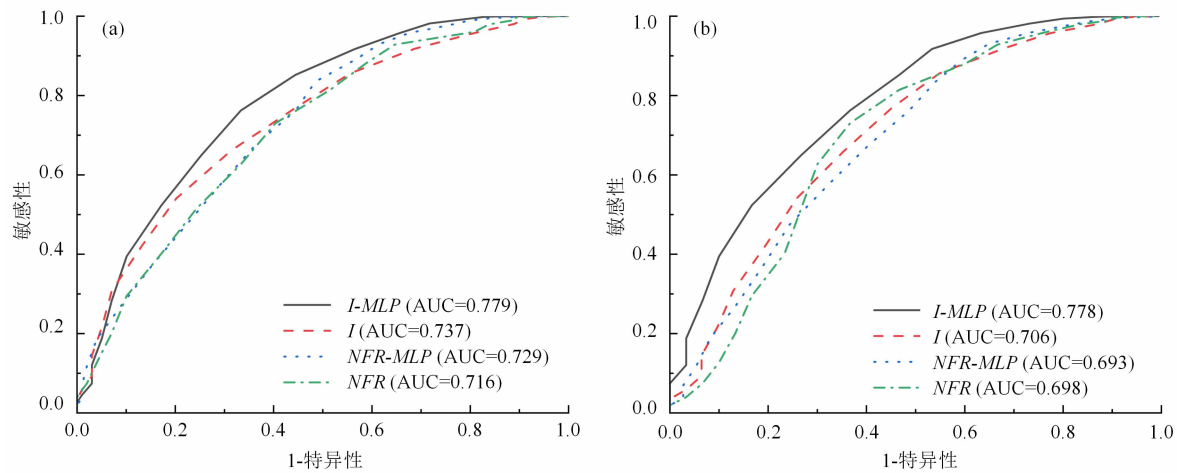 (a)
敏感性
1.0
0.8
0.6
0.4
0.2
0.0
I-MLP (AUC=0.779)
I (AUC=0.737)
NFR-MLP (AUC=0.729)
NFR (AUC=0.716)
0.0 0.2 0.4 0.6 0.8 1.0
1-特异性
(b)
敏感性
1.0
0.8
0.6
0.4
0.2
0.0
I-MLP (AUC=0.778)
I (AUC=0.706)
NFR-MLP (AUC=0.693)
NFR (AUC=0.698)
0.0 0.2 0.4 0.6 0.8 1.0
1-特异性